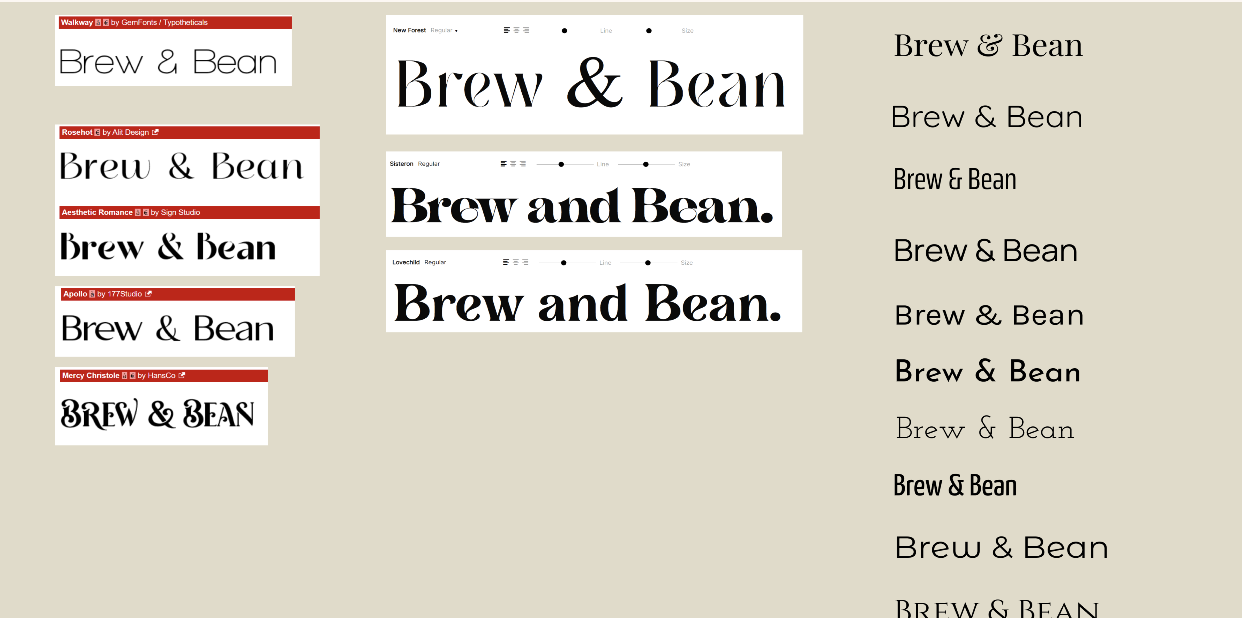 Walkway by GemFonts / Typotheticals
Brew & Bean
Rosehot by Alit Design
Brew & Bean
Aesthetic Romance by Sign Studio
Brew & Bean
Apollo by 177Studio
Brew & Bean
Mercy Christole by HansCo
BREW & BEAN
New Forest Regular Line Size
Brew & Bean
Sisteron Regular Line Size
Brew and Bean.
Lovechild Regular Line Size
Brew and Bean.
Brew & Bean
Brew & Bean
Brew & Bean
Brew & Bean
Brew & Bean
Brew & Bean
Brew & Bean
Brew & Bean
Brew & Bean
BREW & BEAN